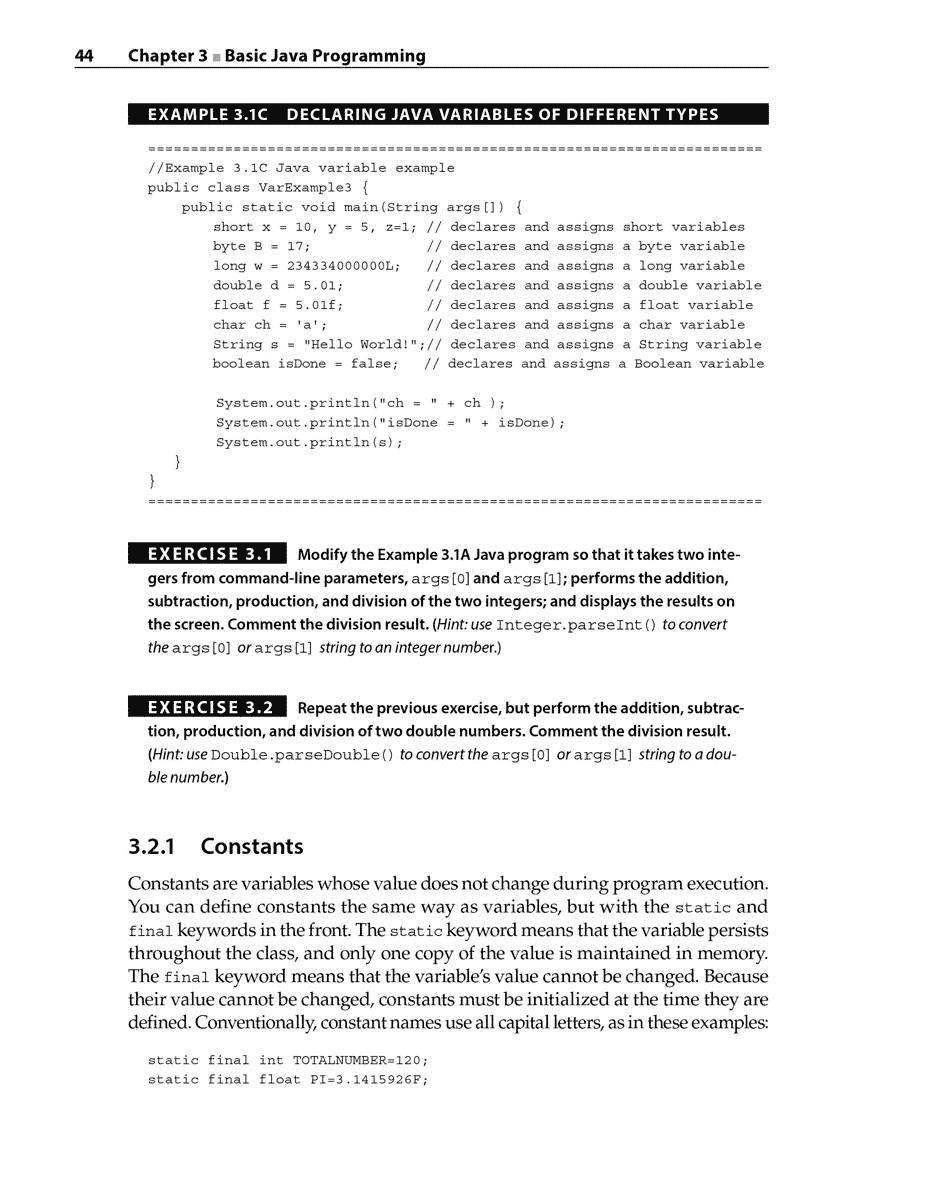 44 Chapter 3 ■ Basic Java Programming
EXAMPLE 3.1C DECLARING JAVA VARIABLES OF DIFFERENT TYPES
========================================================================
//Example 3.1C Java variable example
public class VarExample3 {
public static void main(String args[]) {
short x = 10, y = 5, z=1; // declares and assigns short variables
byte B = 17; // declares and assigns a byte variable
long w = 234334000000L; // declares and assigns a long variable
double d = 5.01; // declares and assigns a double variable
float f = 5.01f; // declares and assigns a float variable
char ch = 'a'; // declares and assigns a char variable
String s = "Hello World!";// declares and assigns a String variable
boolean isDone = false; // declares and assigns a Boolean variable
System.out.println("ch = " + ch );
System.out.println("isDone = " + isDone);
System.out.println(s);
}
}
========================================================================
EXERCISE 3.1 Modify the Example 3.1A Java program so that it takes two inte-
gers from command-line parameters, args[0] and args[1]; performs the addition,
subtraction, production, and division of the two integers; and displays the results on
the screen. Comment the division result. (Hint: use Integer.parseInt() to convert
the args[0] or args[1] string to an integer number.)
EXERCISE 3.2 Repeat the previous exercise, but perform the addition, subtrac-
tion, production, and division of two double numbers. Comment the division result.
(Hint: use Double.parseDouble() to convert the args[0] or args[1] string to a dou-
ble number.)
3.2.1 Constants
Constants are variables whose value does not change during program execution.
You can define constants the same way as variables, but with the static and
final keywords in the front. The static keyword means that the variable persists
throughout the class, and only one copy of the value is maintained in memory.
The final keyword means that the variable's value cannot be changed. Because
their value cannot be changed, constants must be initialized at the time they are
defined. Conventionally, constant names use all capital letters, as in these examples:
static final int TOTALNUMBER=120;
static final float PI=3.1415926F;